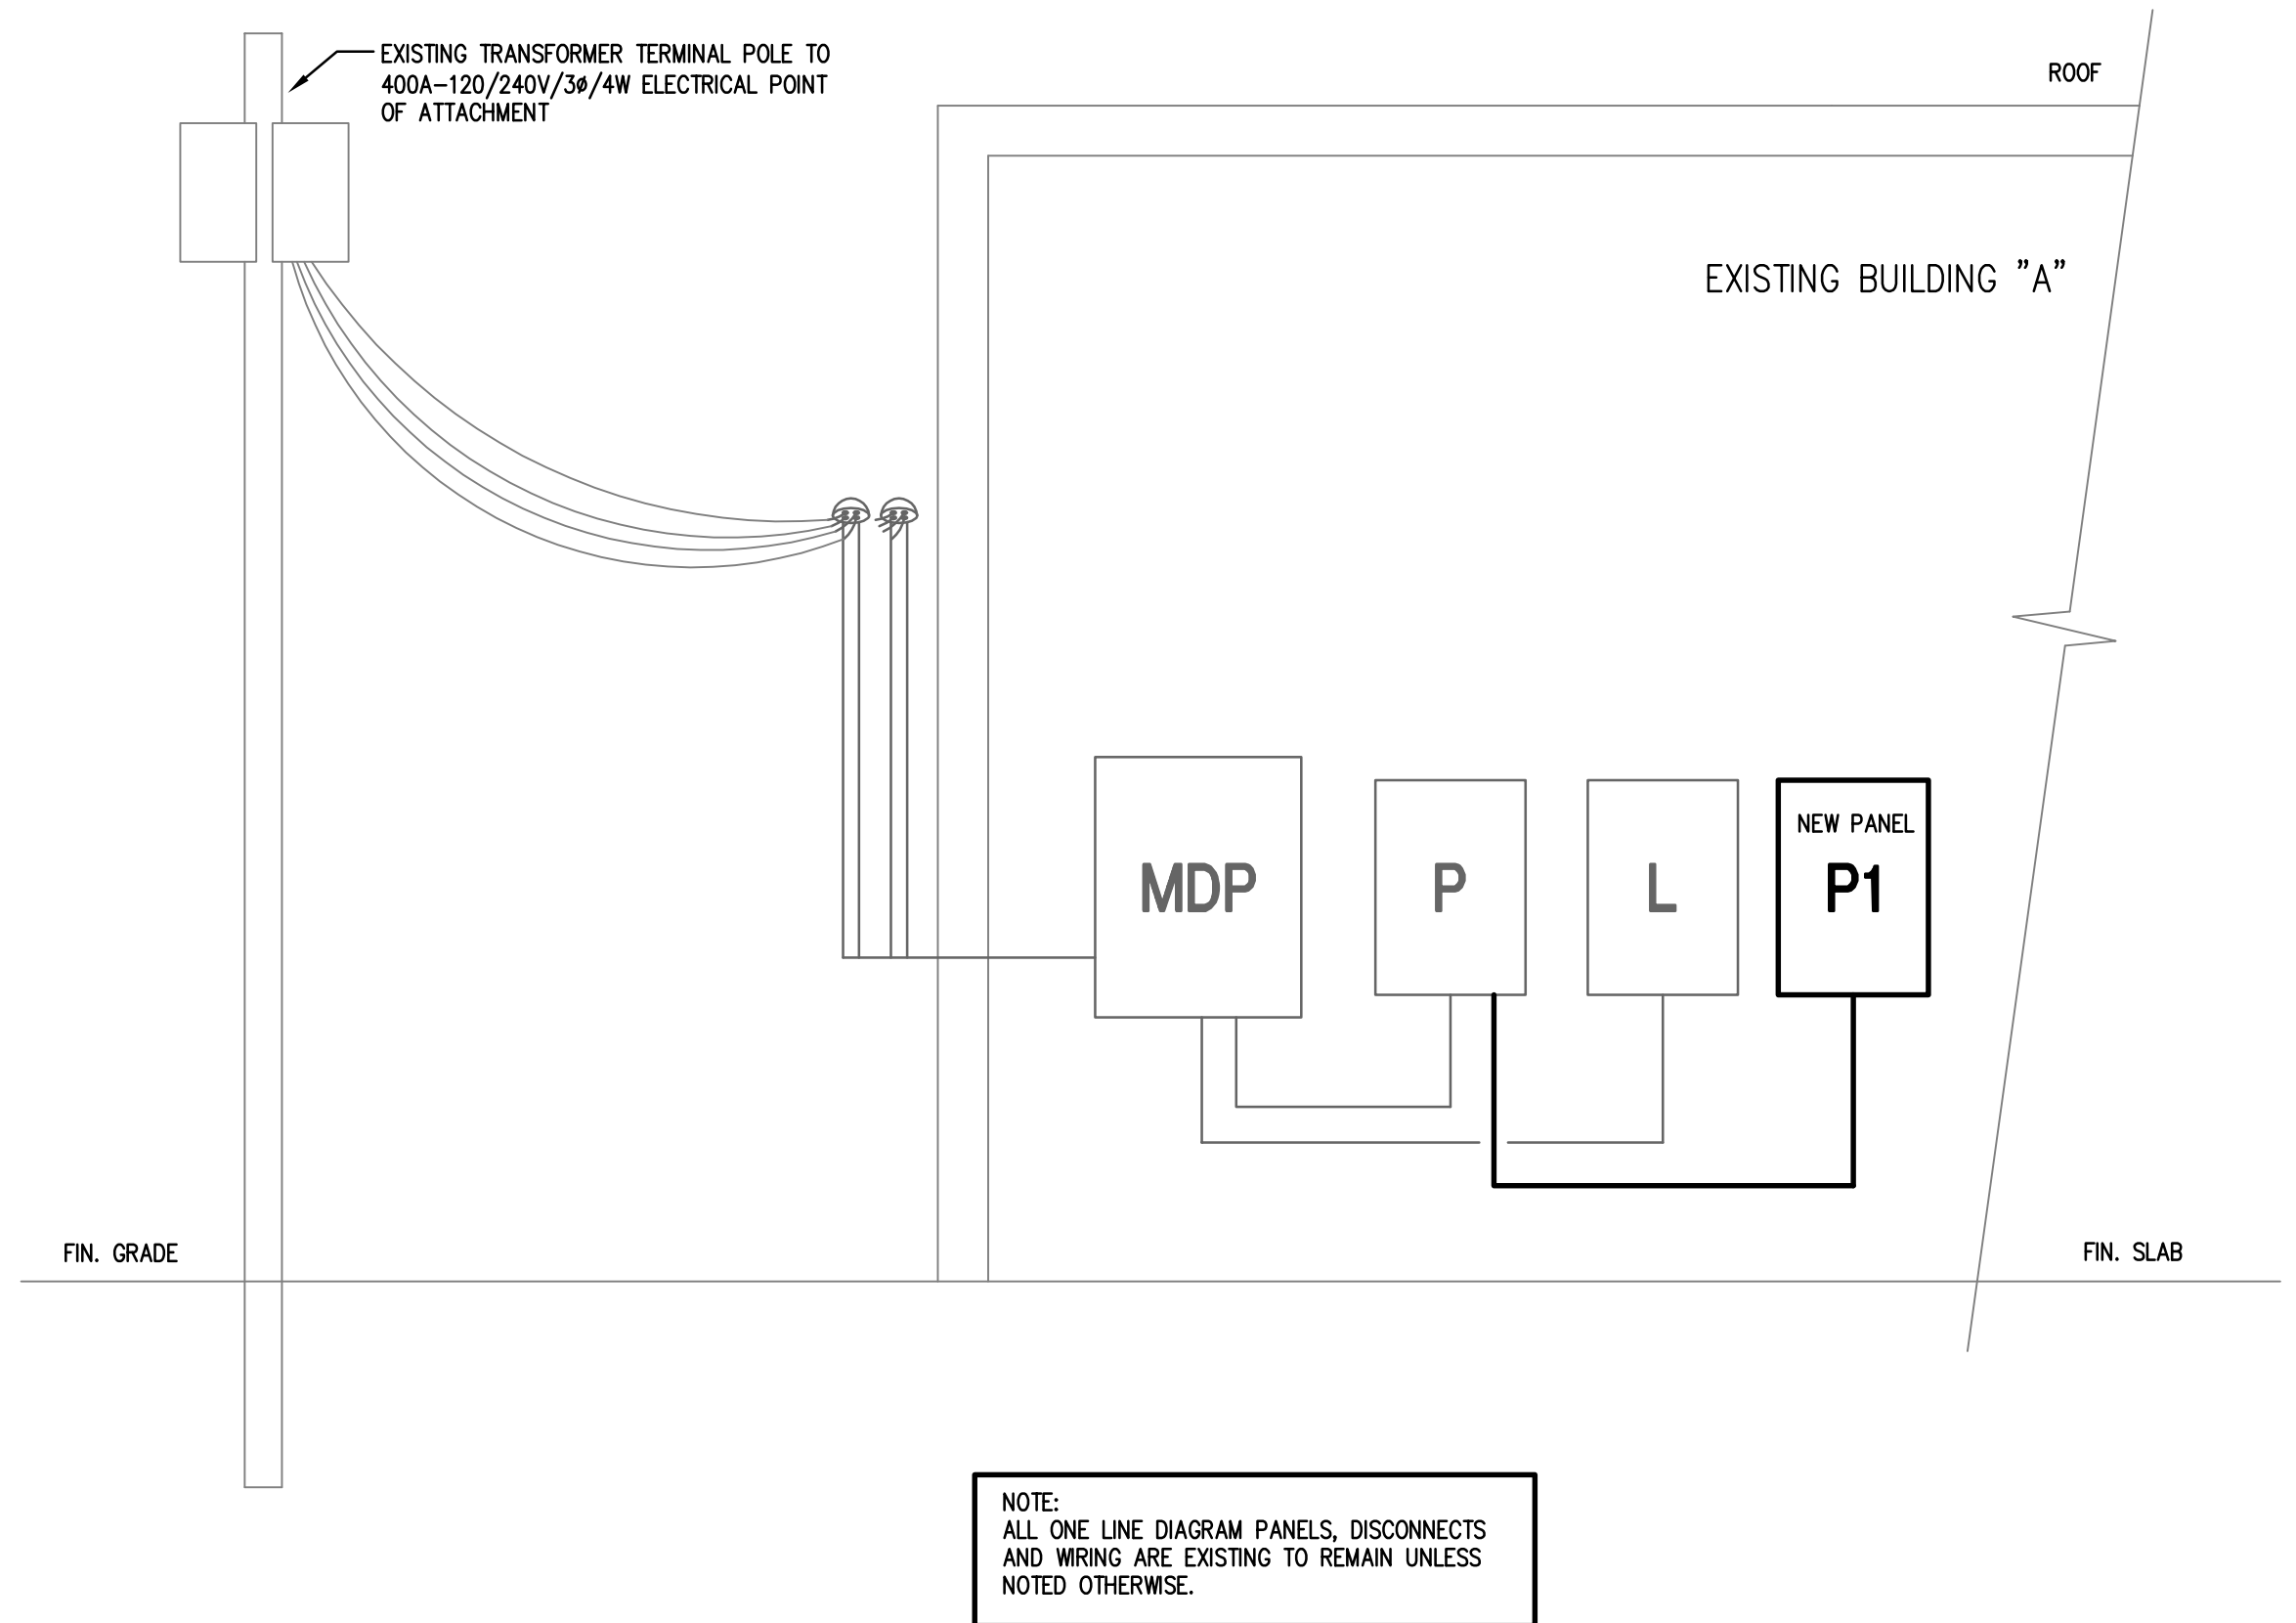 EXISTING TRANSFORMER TERMINAL POLE TO
400A-120/240V/3ø/4W ELECTRICAL POINT
OF ATTACHMENT
ROOF
EXISTING BUILDING "A"
NEW PANEL
MDP
P
L
P1
FIN. GRADE
FIN. SLAB
NOTE:
ALL ONE LINE DIAGRAM PANELS, DISCONNECTS
AND WIRING ARE EXISTING TO REMAIN UNLESS
NOTED OTHERWISE.